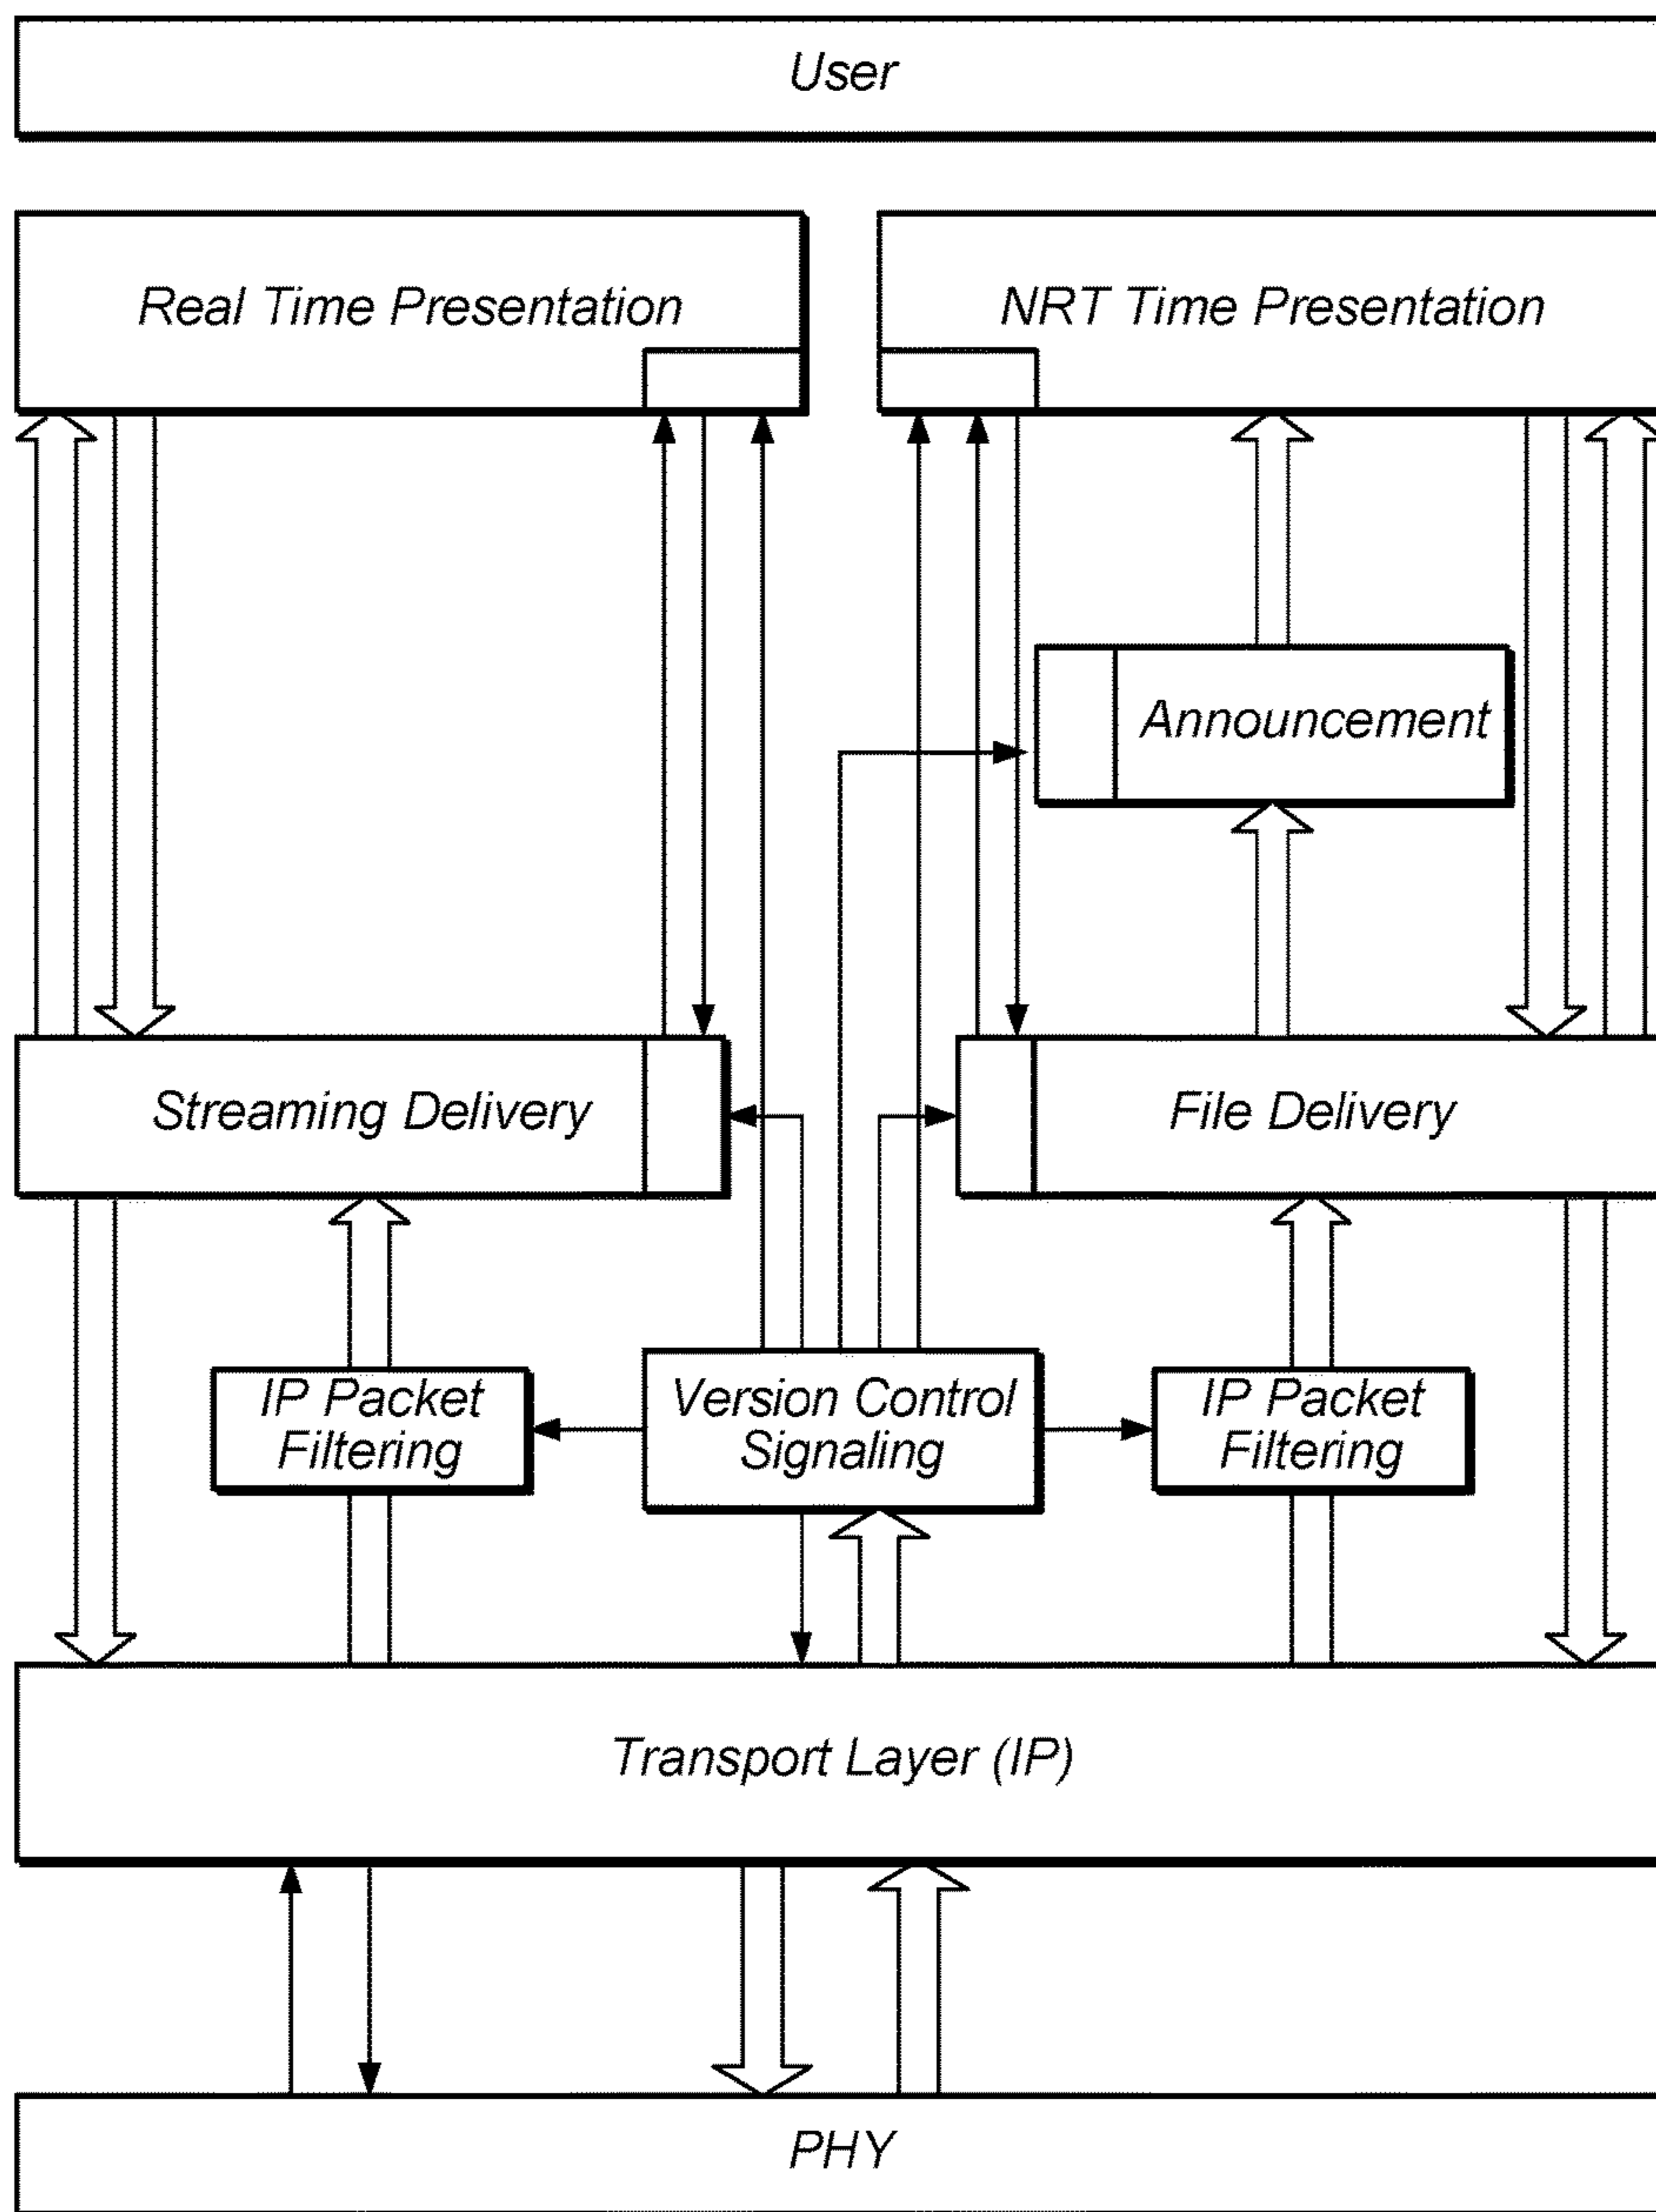 User
Real Time Presentation
NRT Time Presentation
Announcement
Streaming Delivery
File Delivery
IP Packet
Filtering
Version Control
Signaling
IP Packet
Filtering
Transport Layer (IP)
PHY